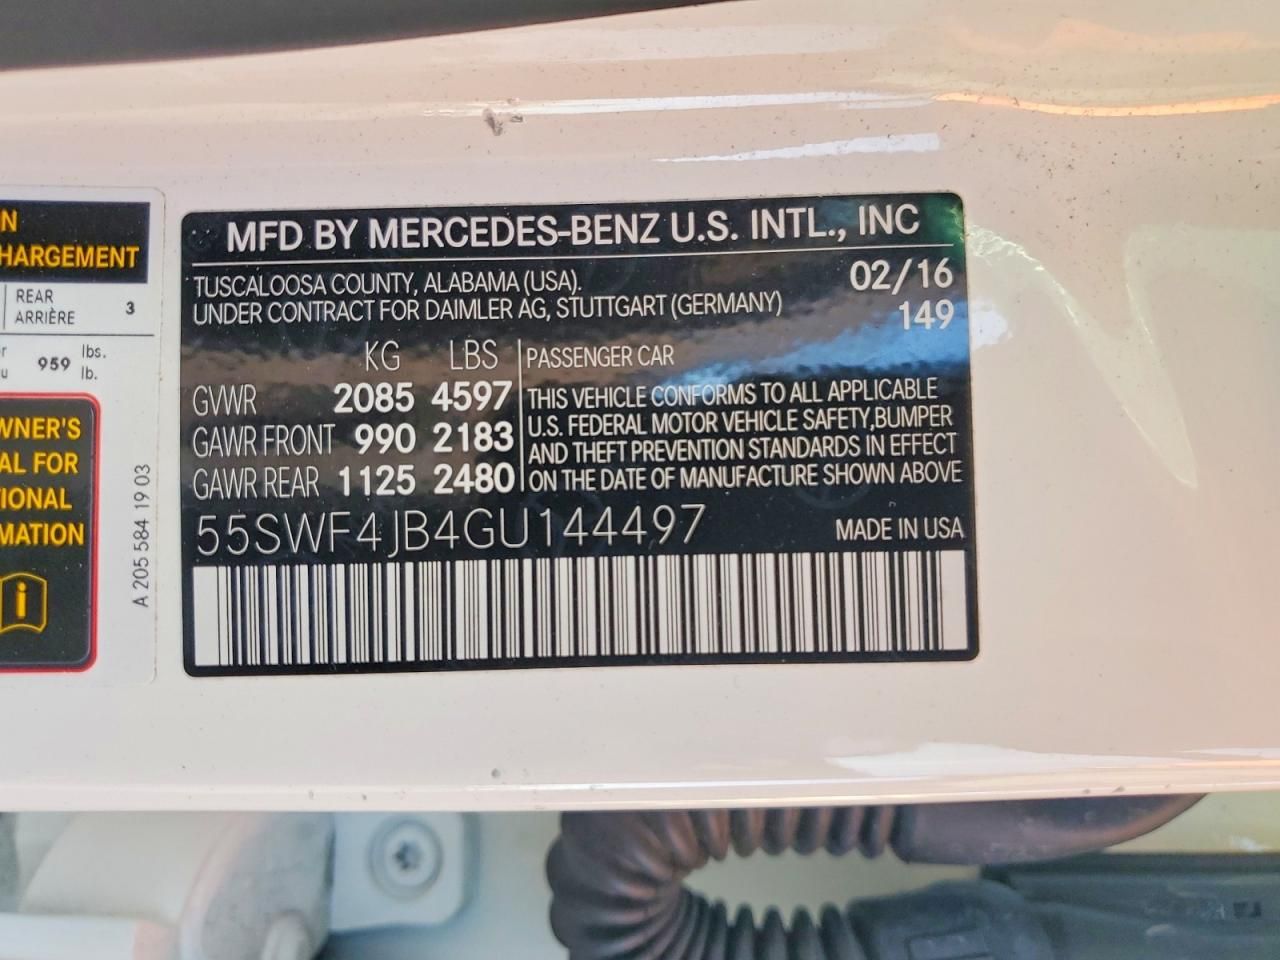 N
HARGEMENT
REAR
ARRIÈRE 3
959 lbs.
lb.
WNER'S
AL FOR
TIONAL
MATION
i
A 205 584 19 03
MFD BY MERCEDES-BENZ U.S. INTL., INC
TUSCALOOSA COUNTY, ALABAMA (USA). 02/16
UNDER CONTRACT FOR DAIMLER AG, STUTTGART (GERMANY) 149
KG LBS
GVWR 2085 4597
GAWR FRONT 990 2183
GAWR REAR 1125 2480
PASSENGER CAR
THIS VEHICLE CONFORMS TO ALL APPLICABLE
U.S. FEDERAL MOTOR VEHICLE SAFETY,BUMPER
AND THEFT PREVENTION STANDARDS IN EFFECT
ON THE DATE OF MANUFACTURE SHOWN ABOVE
55SWF4JB4GU144497 MADE IN USA